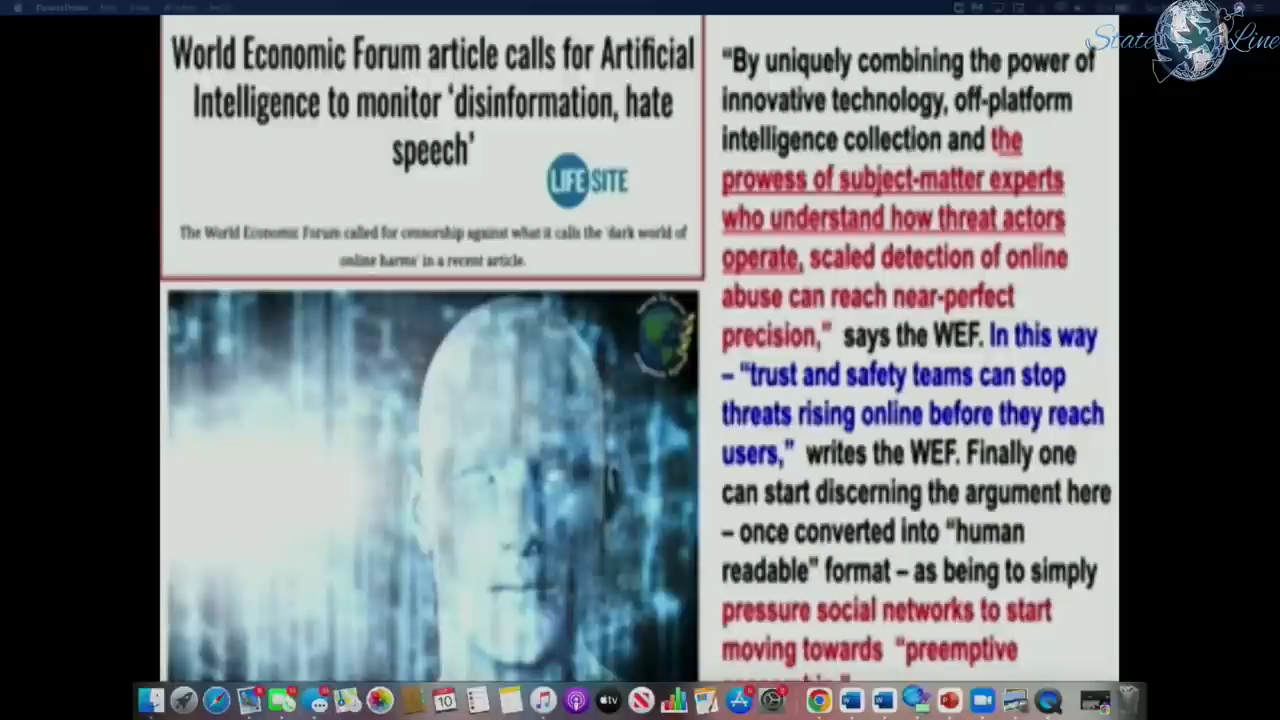 State Line
World Economic Forum article calls for Artificial
Intelligence to monitor ‘disinformation, hate
speech’
LIFE SITE
The World Economic Forum called for censorship against what it calls the 'dark world of
online harms' in a recent article.
“By uniquely combining the power of
innovative technology, off-platform
intelligence collection and the
prowess of subject-matter experts
who understand how threat actors
operate, scaled detection of online
abuse can reach near-perfect
precision,” says the WEF. In this way
– “trust and safety teams can stop
threats rising online before they reach
users,” writes the WEF. Finally one
can start discerning the argument here
– once converted into “human
readable” format – as being to simply
pressure social networks to start
moving towards “preemptive
10
tv